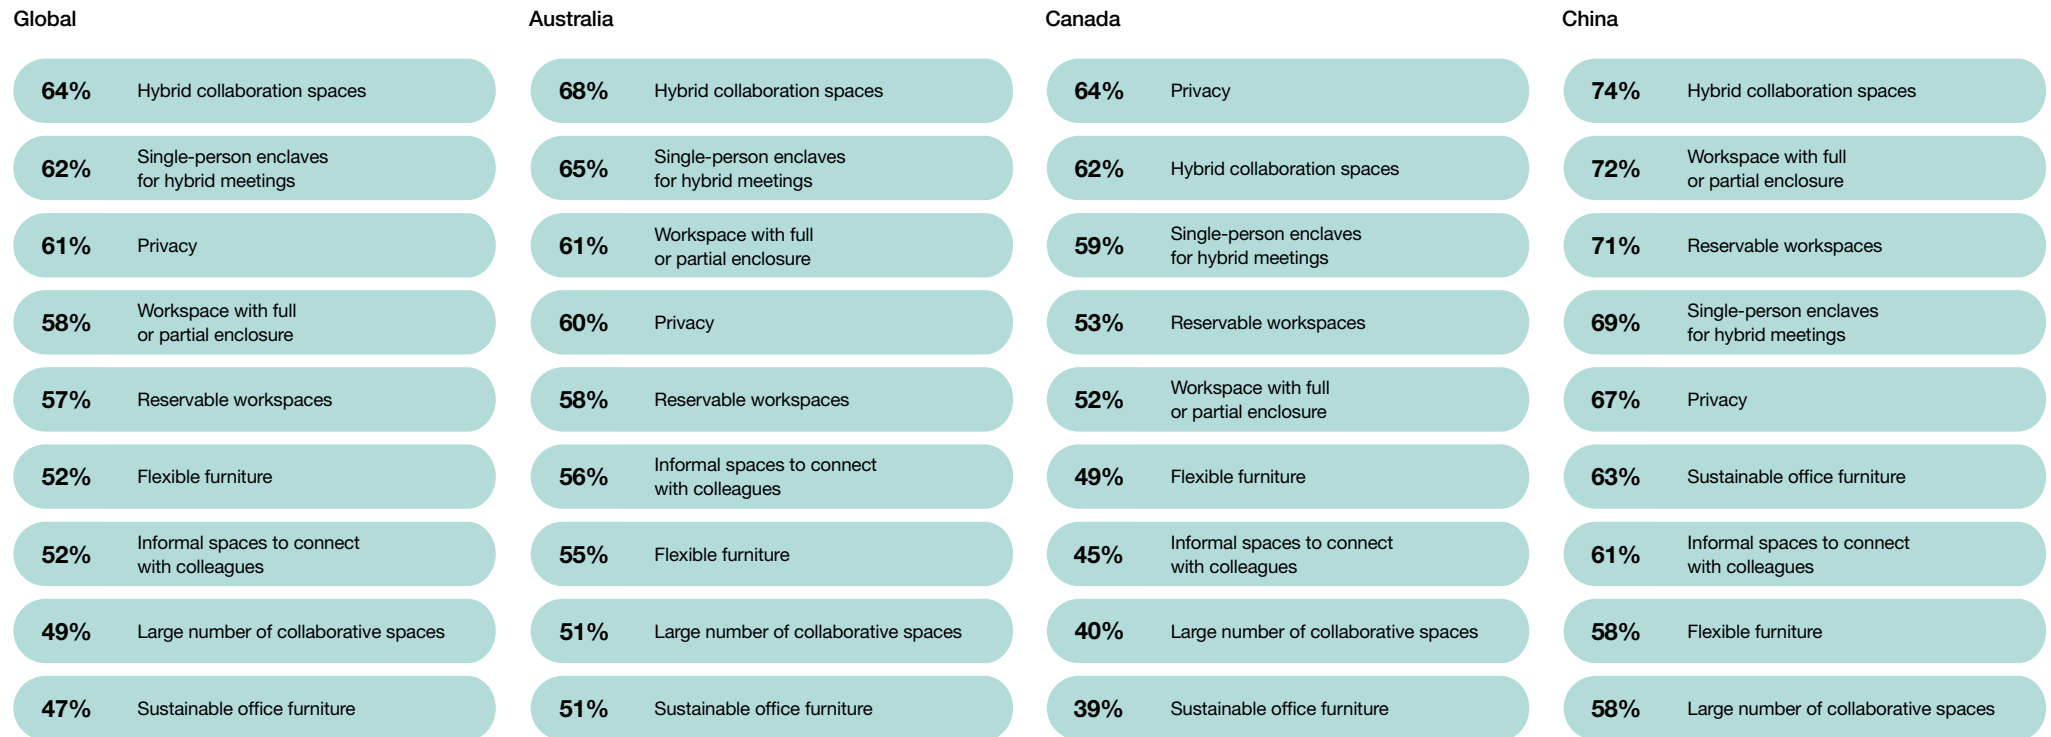 Global
64%
Hybrid collaboration spaces
62%
Single-person enclaves
for hybrid meetings
61%
Privacy
58%
Workspace with full
or partial enclosure
57%
Reservable workspaces
52%
Flexible furniture
52%
Informal spaces to connect
with colleagues
49%
Large number of collaborative spaces
47%
Sustainable office furniture
Australia
68%
Hybrid collaboration spaces
65%
Single-person enclaves
for hybrid meetings
61%
Workspace with full
or partial enclosure
60%
Privacy
58%
Reservable workspaces
56%
Informal spaces to connect
with colleagues
55%
Flexible furniture
51%
Large number of collaborative spaces
51%
Sustainable office furniture
Canada
64%
Privacy
62%
Hybrid collaboration spaces
59%
Single-person enclaves
for hybrid meetings
53%
Reservable workspaces
52%
Workspace with full
or partial enclosure
49%
Flexible furniture
45%
Informal spaces to connect
with colleagues
40%
Large number of collaborative spaces
39%
Sustainable office furniture
China
74%
Hybrid collaboration spaces
72%
Workspace with full
or partial enclosure
71%
Reservable workspaces
69%
Single-person enclaves
for hybrid meetings
67%
Privacy
63%
Sustainable office furniture
61%
Informal spaces to connect
with colleagues
58%
Flexible furniture
58%
Large number of collaborative spaces